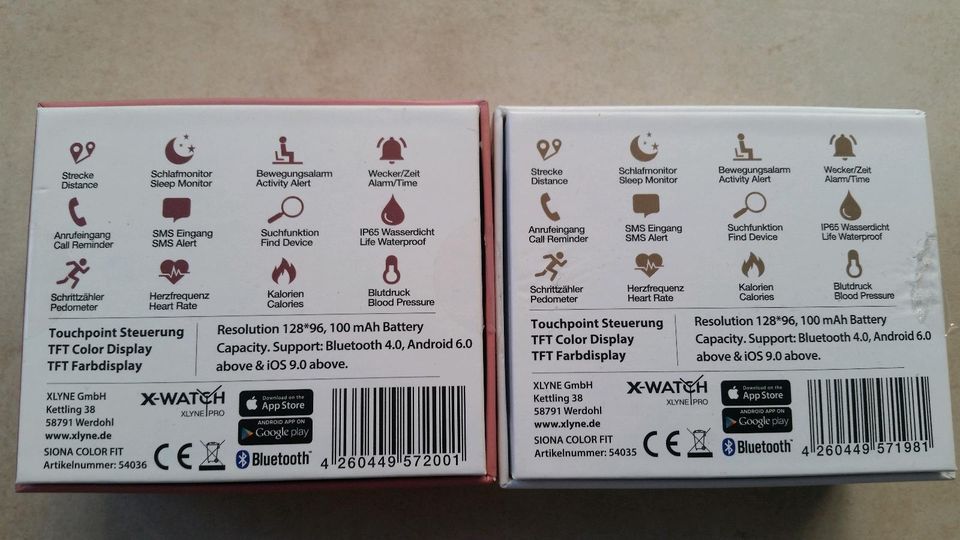 Strecke
Distance
Schlafmonitor
Sleep Monitor
Bewegungsalarm
Activity Alert
Wecker/Zeit
Alarm/Time
Anrufeingang
Call Reminder
SMS Eingang
SMS Alert
Suchfunktion
Find Device
IP65 Wasserdicht
Life Waterproof
Schrittzähler
Pedometer
Herzfrequenz
Heart Rate
Kalorien
Calories
Blutdruck
Blood Pressure
Touchpoint Steuerung
TFT Color Display
TFT Farbdisplay
Resolution 128*96, 100 mAh Battery
Capacity. Support: Bluetooth 4.0, Android 6.0
above & iOS 9.0 above.
XLYNE GmbH
Kettling 38
58791 Werdohl
www.xlyne.de
SIONA COLOR FIT
Artikelnummer: 54036
X-WATCH
XLYNE PRO
CE
Download on the
App Store
ANDROID APP ON
Google play
Bluetooth™
4 260449 572001
Strecke
Distance
Schlafmonitor
Sleep Monitor
Bewegungsalarm
Activity Alert
Wecker/Zeit
Alarm/Time
Anrufeingang
Call Reminder
SMS Eingang
SMS Alert
Suchfunktion
Find Device
IP65 Wasserdicht
Life Waterproof
Schrittzähler
Pedometer
Herzfrequenz
Heart Rate
Kalorien
Calories
Blutdruck
Blood Pressure
Touchpoint Steuerung
TFT Color Display
TFT Farbdisplay
Resolution 128*96, 100 mAh Battery
Capacity. Support: Bluetooth 4.0, Android 6.0
above & iOS 9.0 above.
XLYNE GmbH
Kettling 38
58791 Werdohl
www.xlyne.de
SIONA COLOR FIT
Artikelnummer: 54035
X-WATCH
XLYNE PRO
CE
Download on the
App Store
ANDROID APP ON
Google play
Bluetooth™
4 260449 571981